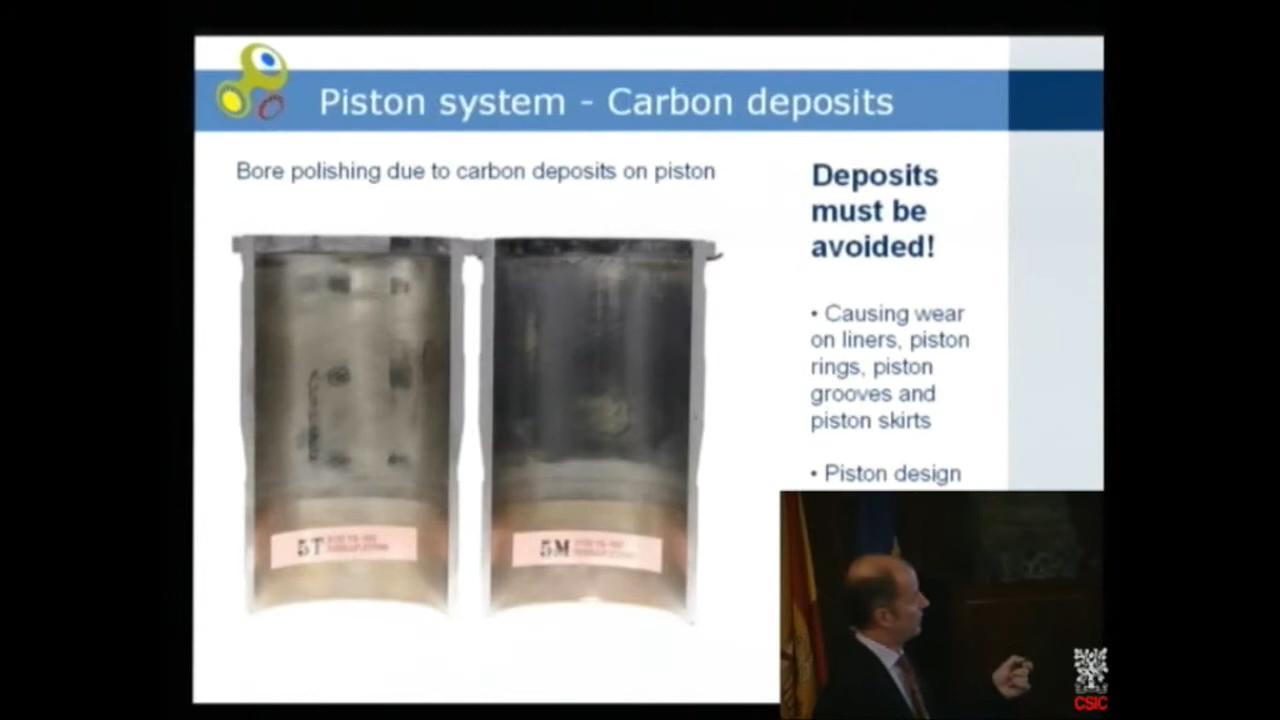 Piston system - Carbon deposits
Bore polishing due to carbon deposits on piston
Deposits
must be
avoided!
• Causing wear
on liners, piston
rings, piston
grooves and
piston skirts
• Piston design
5T
5M
CSIC